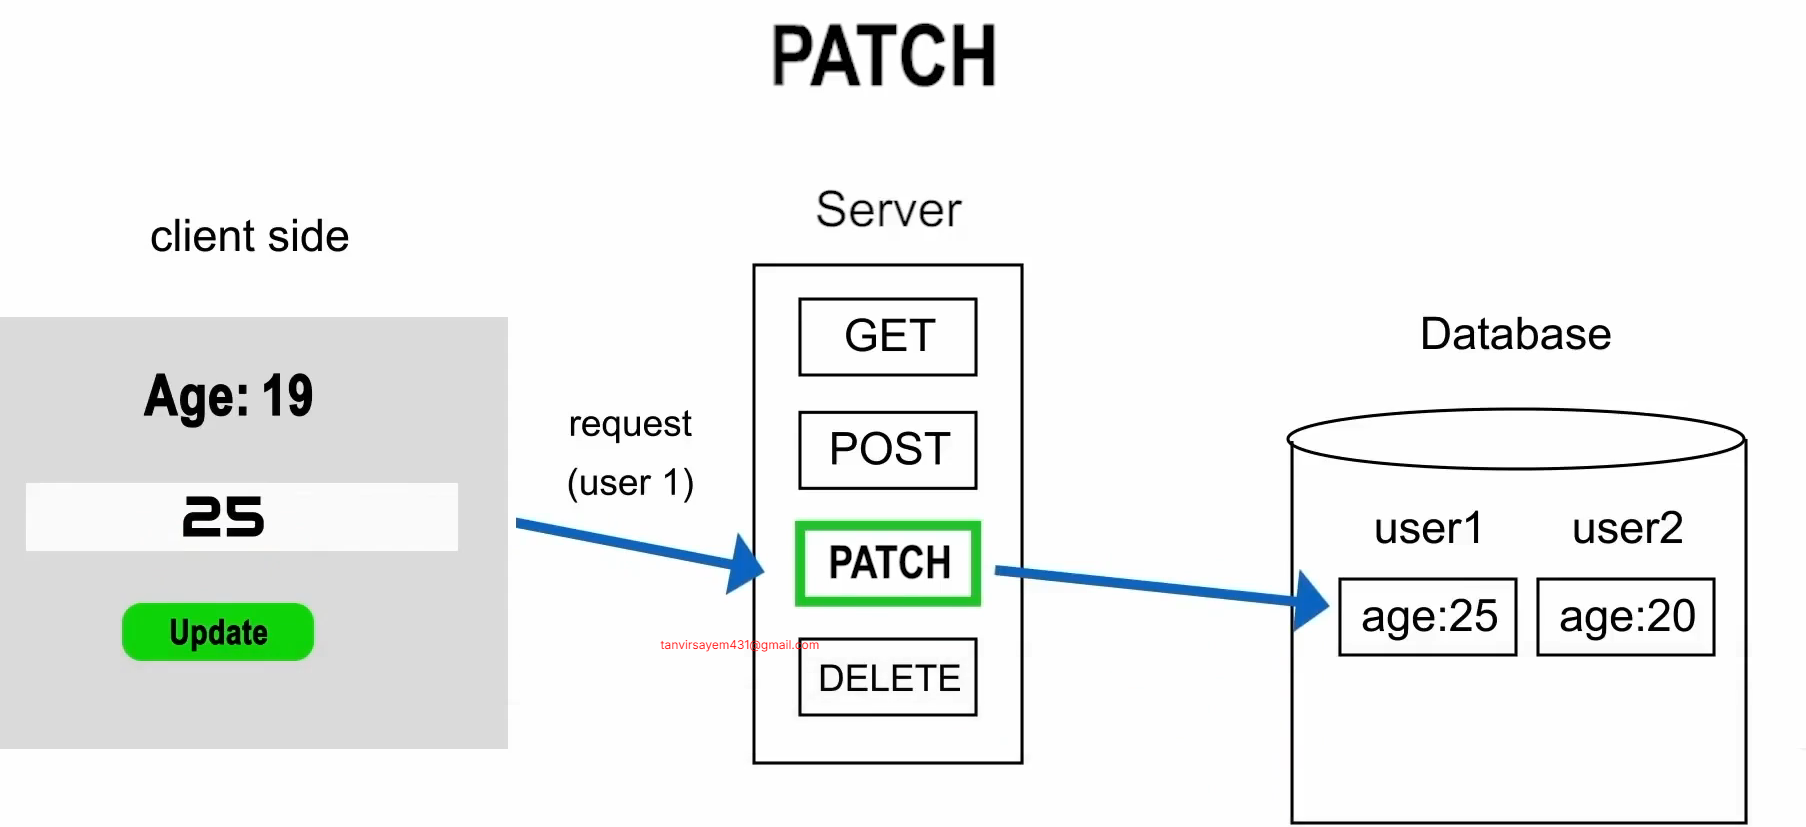 PATCH
client side
Age: 19
25
Update
request
(user 1)
Server
GET
POST
PATCH
tanvirsayem431@gmail.com
DELETE
Database
user1 user2
age:25 age:20